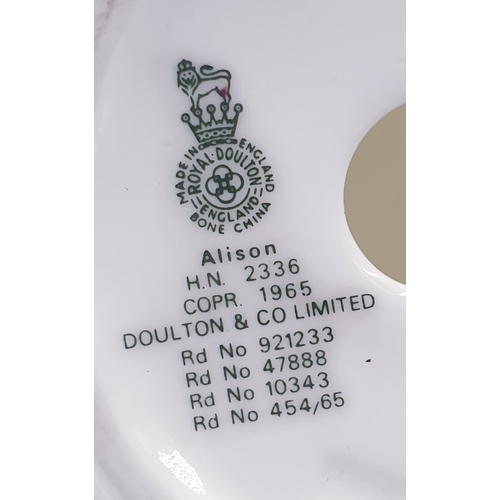 MADE IN ENGLAND
ROYAL·DOULTON
ENGLAND
BONE CHINA
Alison
H.N. 2336
COPR. 1965
DOULTON & CO LIMITED
Rd No 921233
Rd No 47888
Rd No 10343
Rd No 454/65